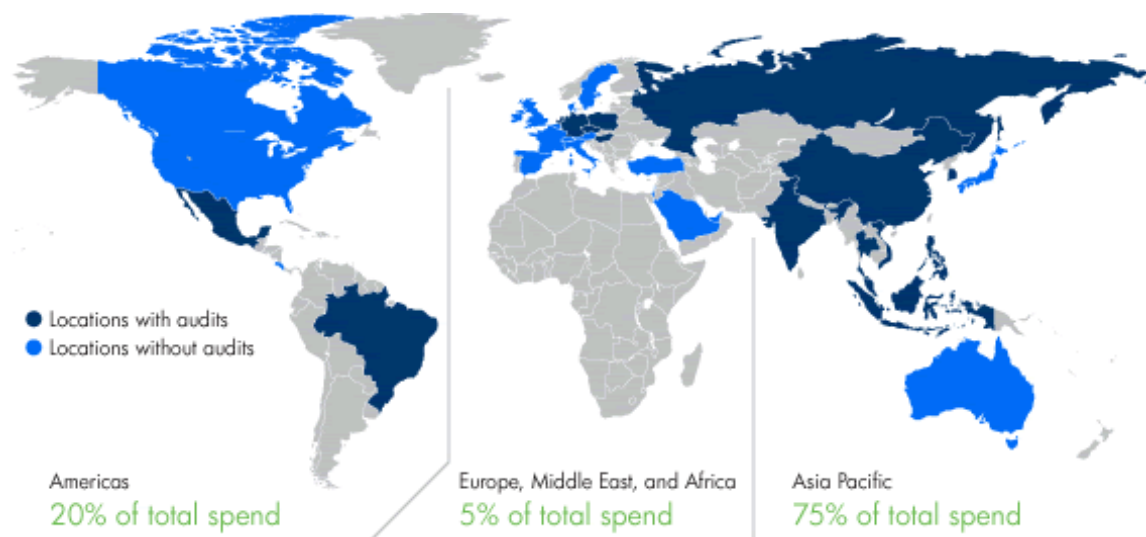 Locations with audits
Locations without audits
Americas
20% of total spend
Europe, Middle East, and Africa
5% of total spend
Asia Pacific
75% of total spend